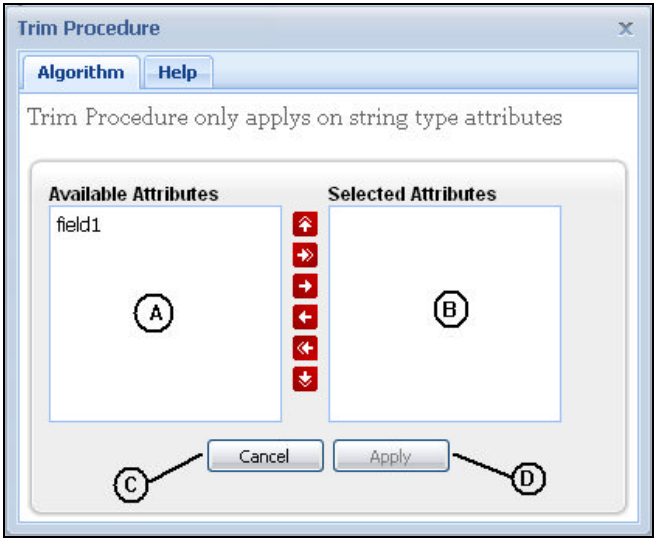 Trim Procedure
Algorithm Help
Trim Procedure only applys on string type attributes
Available Attributes Selected Attributes
field1
A B
Cancel Apply
C D